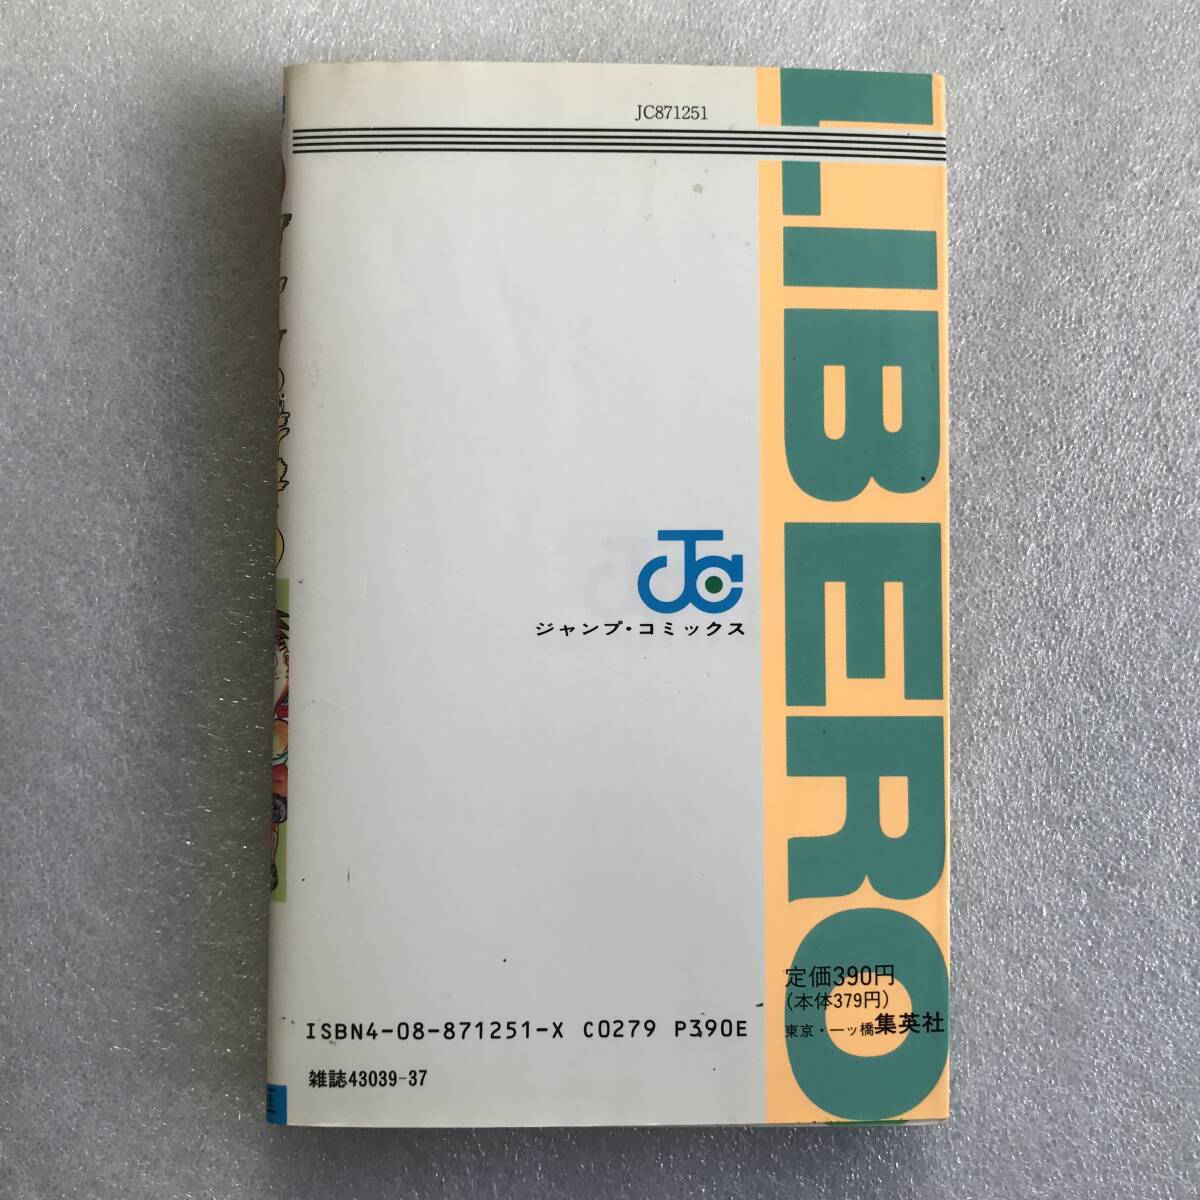 JC871251
LIBERO
JC
ジャンプ・コミックス
定価390円
(本体379円)
東京・一ッ橋集英社
ISBN4-08-871251-X C0279 P390E
雑誌43039-37